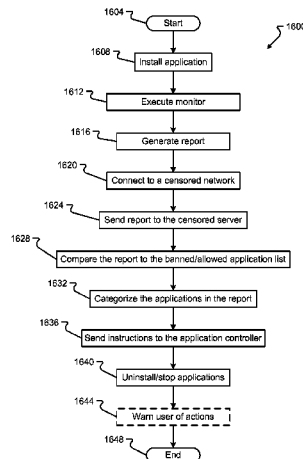 1604
Start
1600
1608
Install application
1612
Execute monitor
1616
Generate report
1620
Connect to a censored network
1624
Send report to the censored server
1628
Compare the report to the banned/allowed application list
1632
Categorize the applications in the report
1636
Send instructions to the application controller
1640
Uninstall/stop applications
1644
Warn user of actions
1648
End